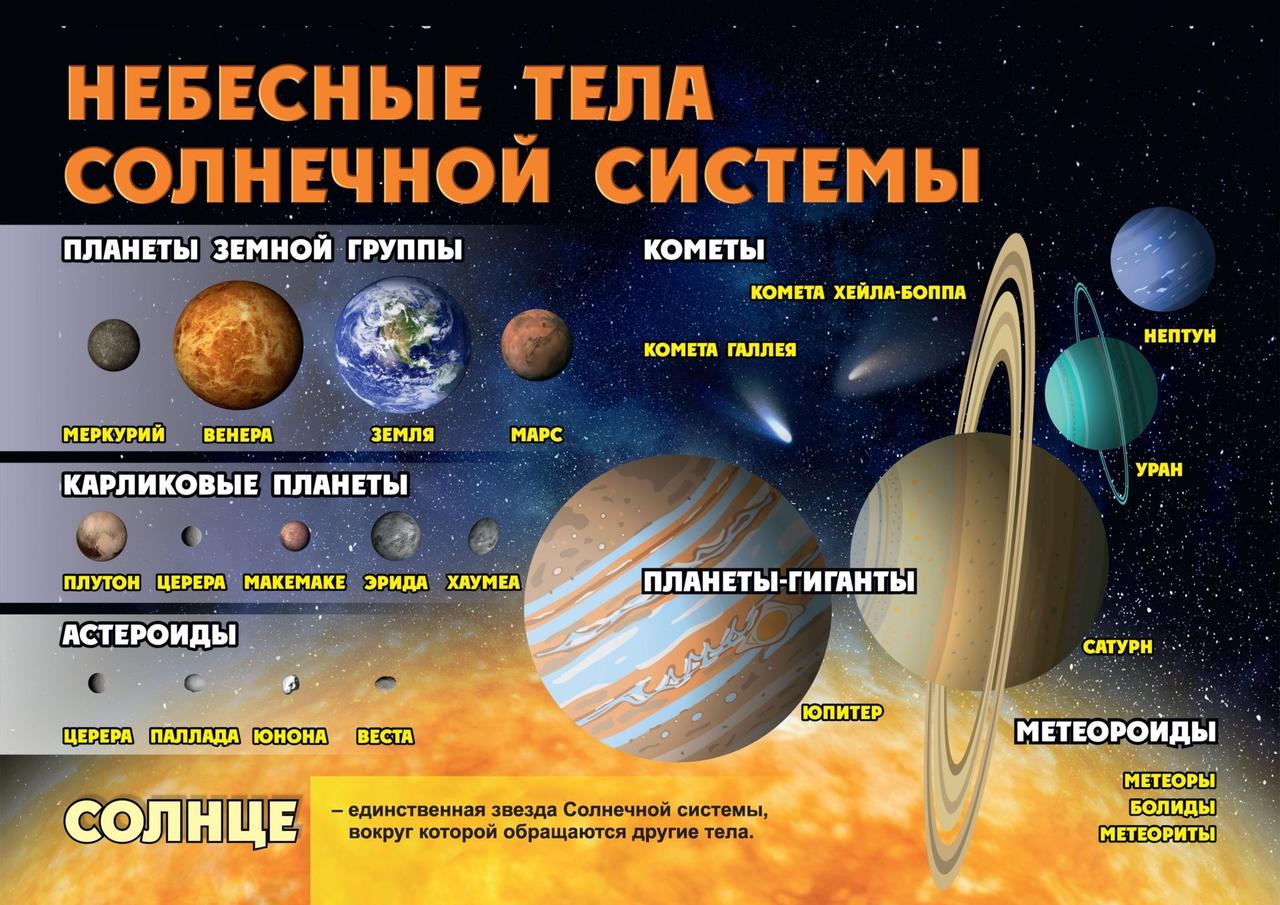 НЕБЕСНЫЕ ТЕЛА
СОЛНЕЧНОЙ СИСТЕМЫ
ПЛАНЕТЫ ЗЕМНОЙ ГРУППЫ
МЕРКУРИЙ ВЕНЕРА ЗЕМЛЯ МАРС
КАРЛИКОВЫЕ ПЛАНЕТЫ
ПЛУТОН ЦЕРЕРА МАКЕМАКЕ ЭРИДА ХАУМЕА
АСТЕРОИДЫ
ЦЕРЕРА ПАЛЛАДА ЮНОНА ВЕСТА
КОМЕТЫ
КОМЕТА ХЕЙЛА-БОППА
КОМЕТА ГАЛЛЕЯ
НЕПТУН
УРАН
ПЛАНЕТЫ-ГИГАНТЫ
САТУРН
ЮПИТЕР
МЕТЕОРОИДЫ
МЕТЕОРЫ
БОЛИДЫ
МЕТЕОРИТЫ
СОЛНЦЕ
– единственная звезда Солнечной системы,
вокруг которой обращаются другие тела.